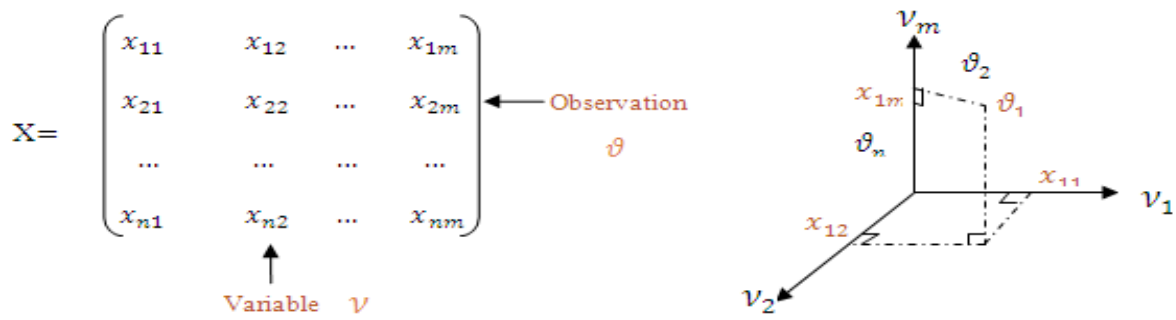 x₁₁ x₁₂ ... x₁ₘ
x₂₁ x₂₂ ... x₂ₘ
X=
... ... ... ...
xₙ₁ xₙ₂ ... xₙₘ
Observation
ϑ
Variable ν
νₘ
ϑ₂
x₁ₘ
ϑ₁
ϑₙ
x₁₁
ν₁
x₁₂
ν₂